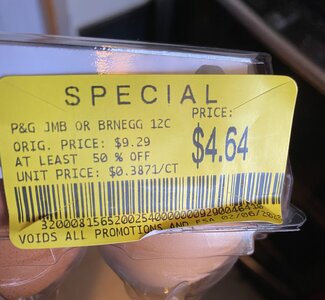 SPECIAL
P&G JMB OR BRNEGG 12C
PRICE:
ORIG. PRICE: $9.29
$4.64
AT LEAST 50 % OFF
UNIT PRICE: $0.3871/CT
VOIDS ALL PROMOTIONS AND ESA